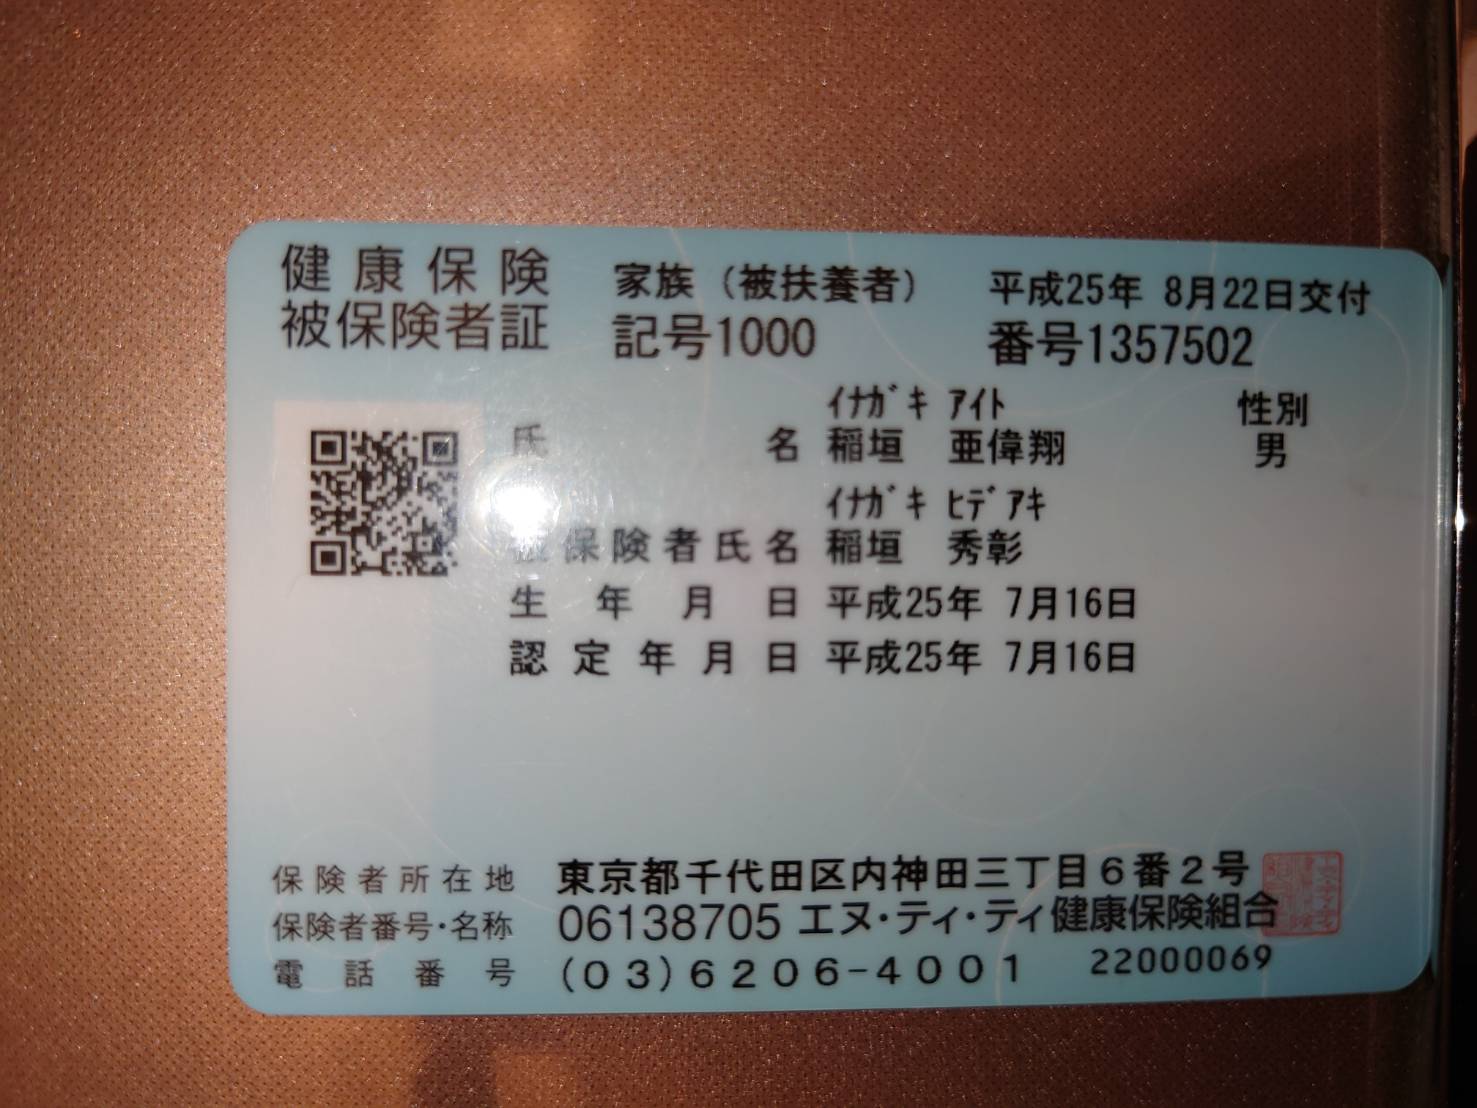 健康保険 家族（被扶養者） 平成25年 8月22日交付
被保険者証 記号1000 番号1357502
ｲﾅｶﾞｷ ｱｲﾄ 性別
氏 名 稲垣 亜偉翔 男
ｲﾅｶﾞｷ ﾋﾃﾞｱｷ
被保険者氏名 稲垣 秀彰
生年月日 平成25年 7月16日
認定年月日 平成25年 7月16日
保険者所在地 東京都千代田区内神田三丁目６番２号
保険者番号・名称 06138705 エヌ・ティ・ティ健康保険組合
電話番号 (０３)６２０６−４００１ 22000069